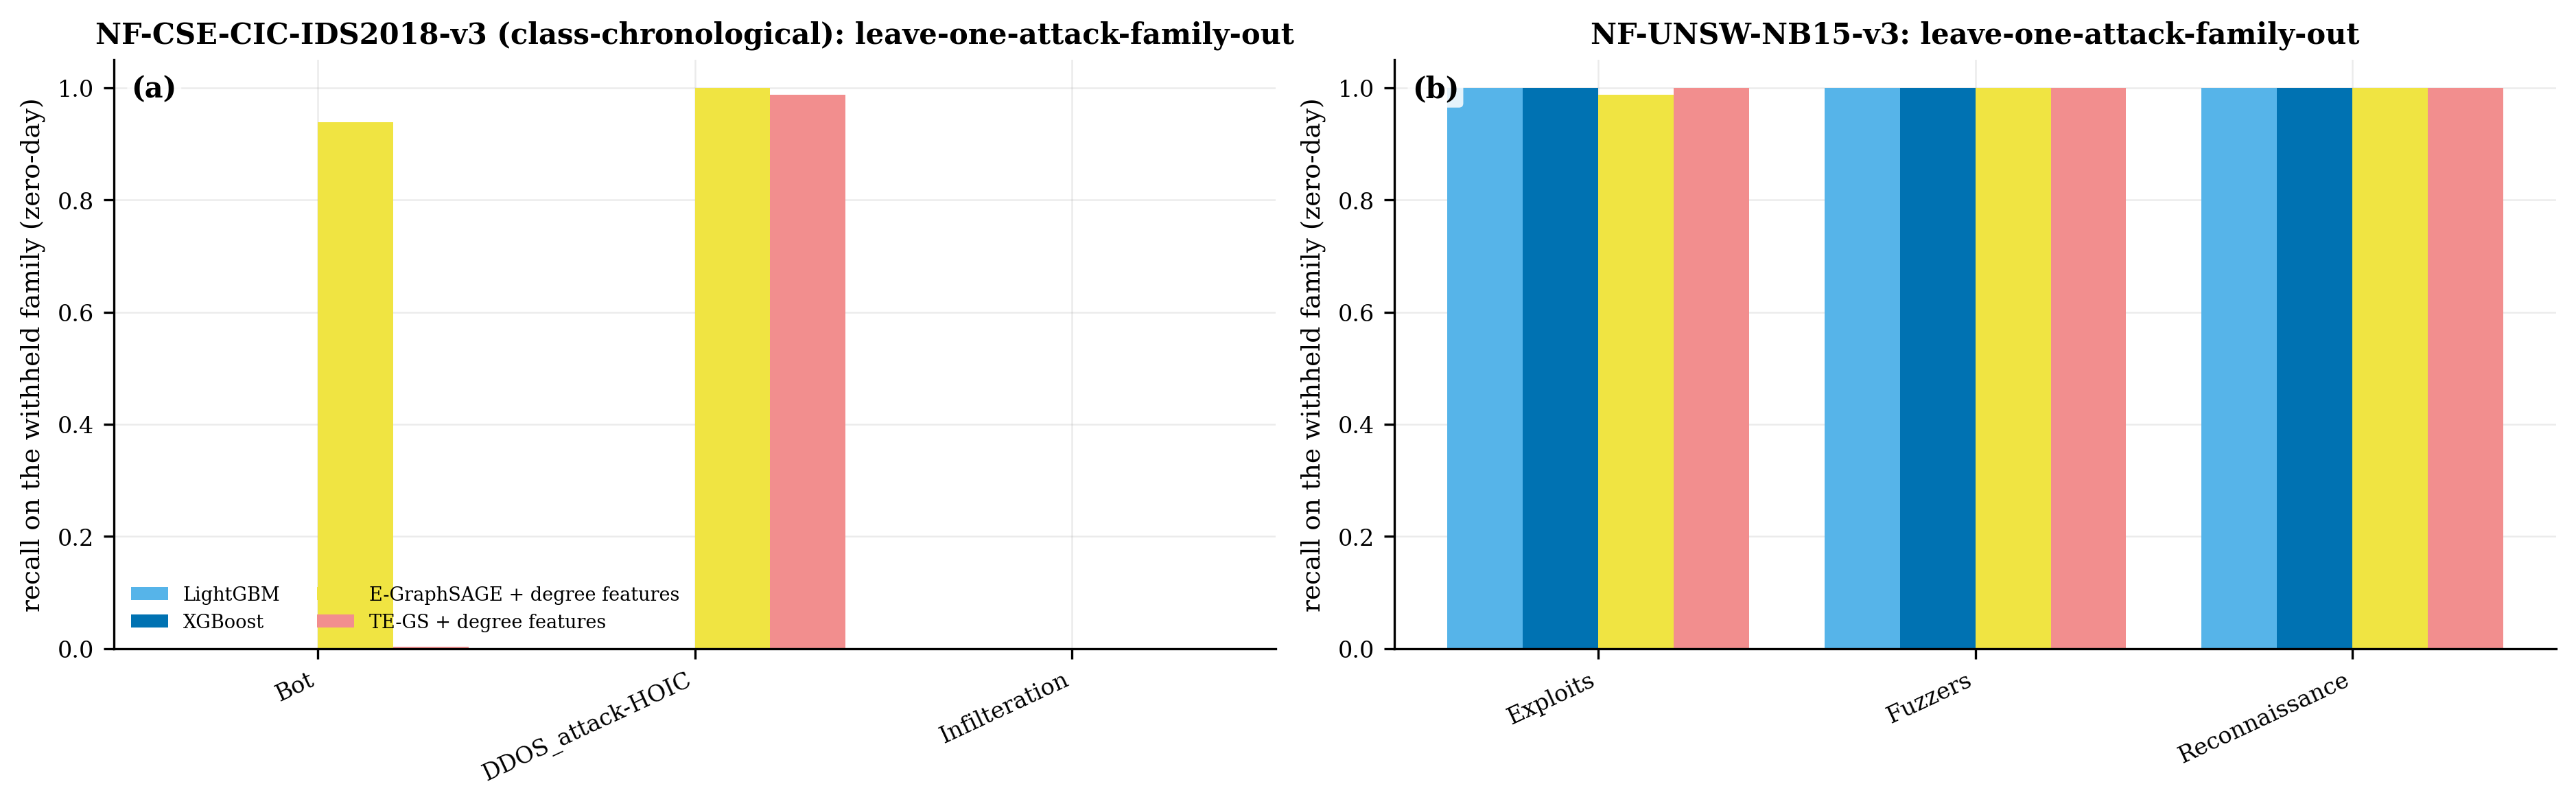 NF-CSE-CIC-IDS2018-v3 (class-chronological): leave-one-attack-family-out
(a)
recall on the withheld family (zero-day)
1.0
0.8
0.6
0.4
0.2
0.0
LightGBM
XGBoost
E-GraphSAGE + degree features
TE-GS + degree features
Bot
DDOS_attack-HOIC
Infilteration
NF-UNSW-NB15-v3: leave-one-attack-family-out
(b)
recall on the withheld family (zero-day)
1.0
0.8
0.6
0.4
0.2
0.0
Exploits
Fuzzers
Reconnaissance